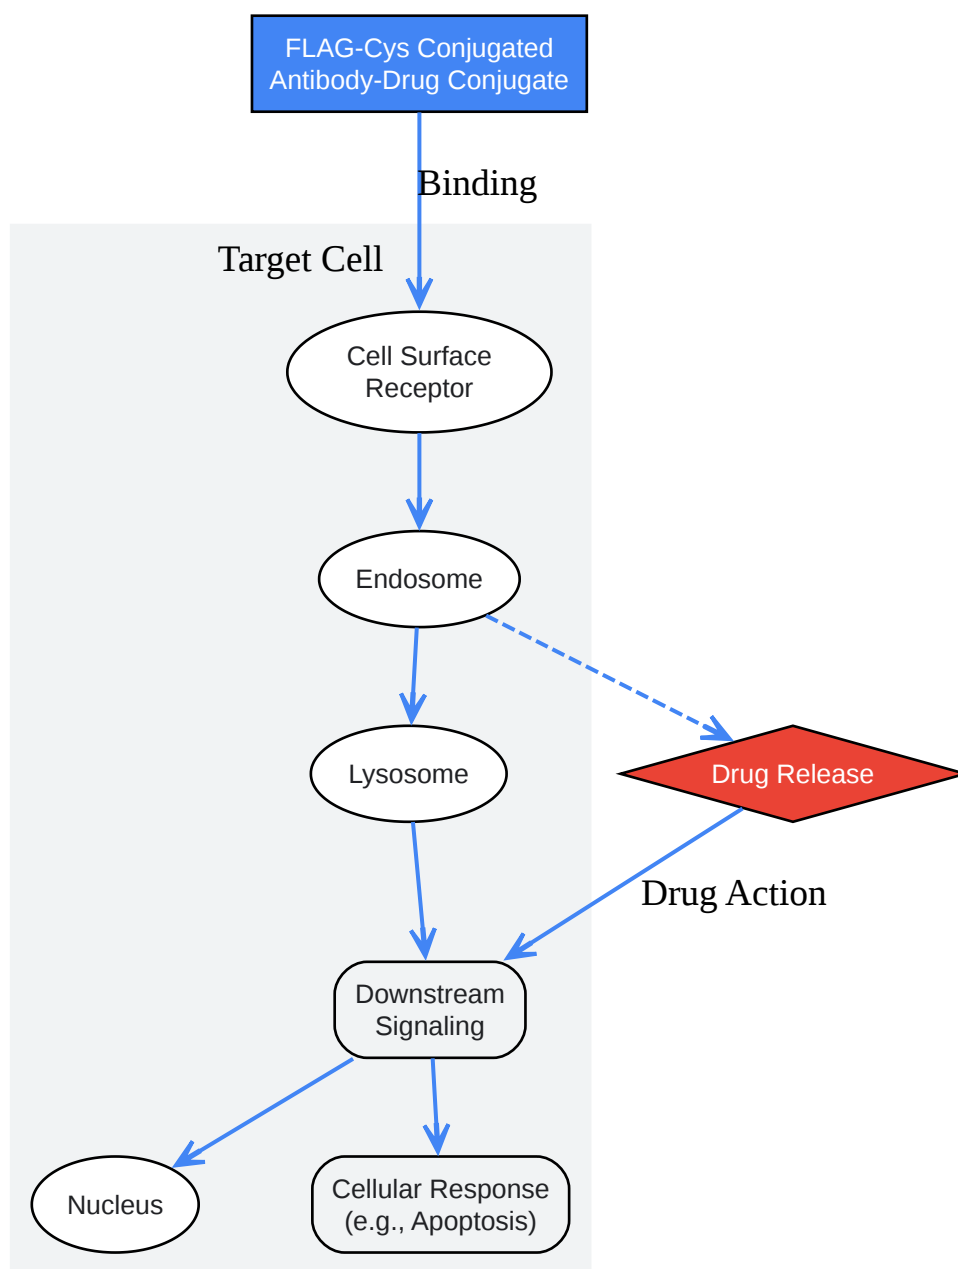 FLAG-Cys Conjugated
Antibody-Drug Conjugate
Binding
Target Cell
Cell Surface
Receptor
Endosome
Lysosome
Drug Release
Drug Action
Downstream
Signaling
Nucleus
Cellular Response
(e.g., Apoptosis)